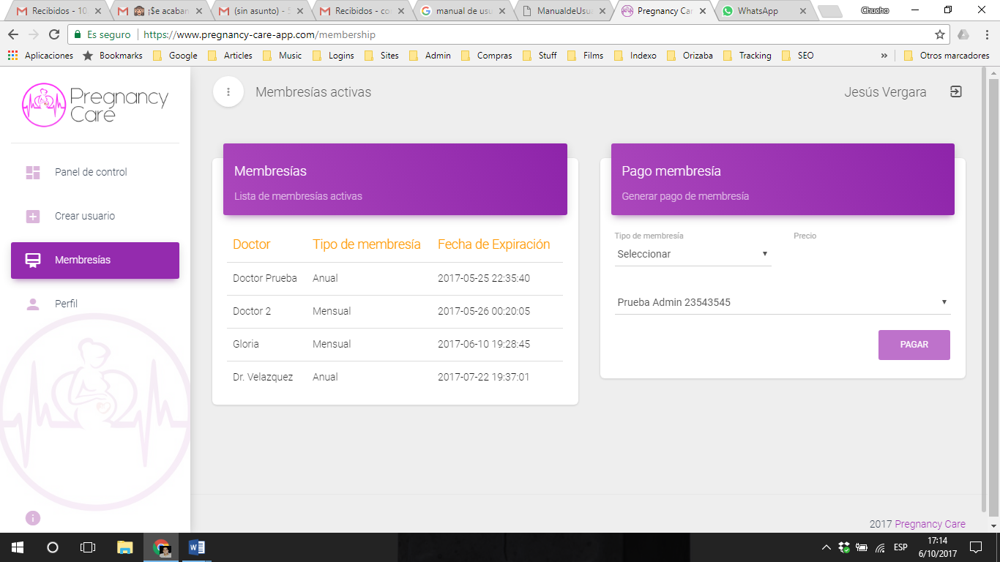 Recibidos - 10
¡Se acaban
(sin asunto) - 5
Recibidos - co
manual de usu
ManualdeUsua
Pregnancy Car
WhatsApp
Chucho
Es seguro
https://www.pregnancy-care-app.com/membership
Aplicaciones
Bookmarks
Google
Articles
Music
Logins
Sites
Admin
Compras
Stuff
Films
Indexo
Orizaba
Tracking
SEO
»
Otros marcadores
Pregnancy
Care
Membresías activas
Jesús Vergara
Panel de control
Crear usuario
Membresías
Perfil
Membresías
Lista de membresías activas
Doctor Tipo de membresía Fecha de Expiración
Doctor Prueba Anual 2017-05-25 22:35:40
Doctor 2 Mensual 2017-05-26 00:20:05
Gloria Mensual 2017-06-10 19:28:45
Dr. Velazquez Anual 2017-07-22 19:37:01
Pago membresía
Generar pago de membresía
Tipo de membresía Precio
Seleccionar
Prueba Admin 23543545
PAGAR
2017 Pregnancy Care
ESP
17:14
6/10/2017